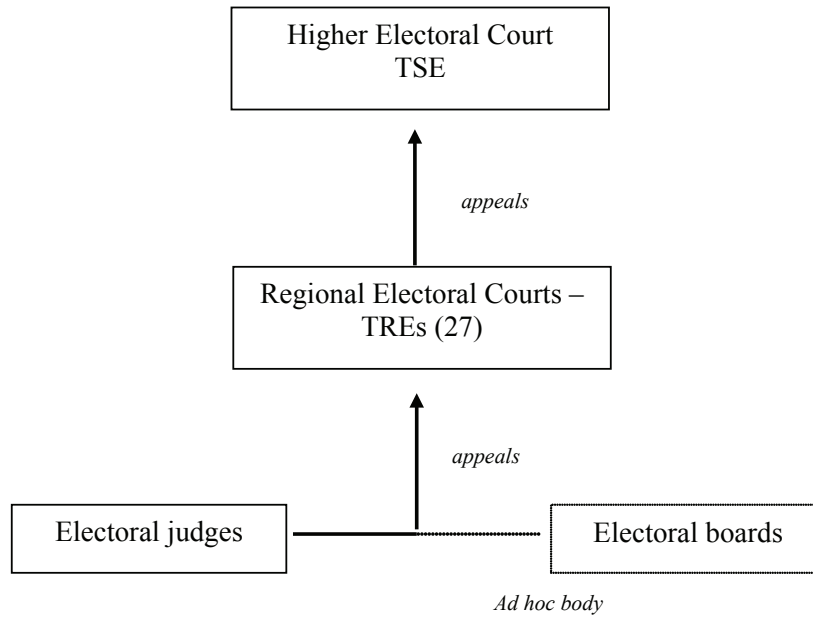 Higher Electoral Court
TSE
appeals
Regional Electoral Courts –
TREs (27)
appeals
Electoral judges
Electoral boards
Ad hoc body